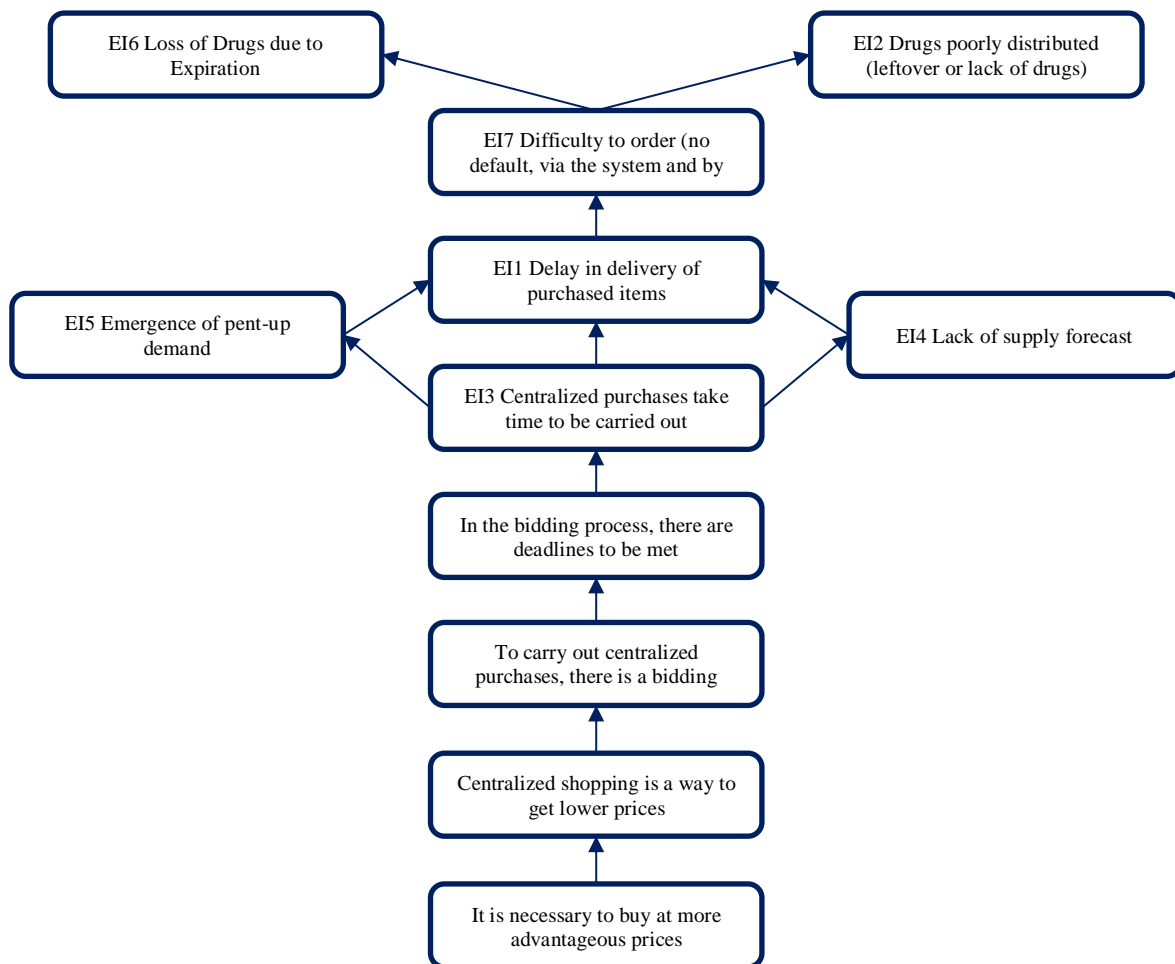 EI6 Loss of Drugs due to
Expiration
EI2 Drugs poorly distributed
(leftover or lack of drugs)
EI7 Difficulty to order (no
default, via the system and by
EI1 Delay in delivery of
purchased items
EI5 Emergence of pent-up
demand
EI4 Lack of supply forecast
EI3 Centralized purchases take
time to be carried out
In the bidding process, there are
deadlines to be met
To carry out centralized
purchases, there is a bidding
Centralized shopping is a way to
get lower prices
It is necessary to buy at more
advantageous prices